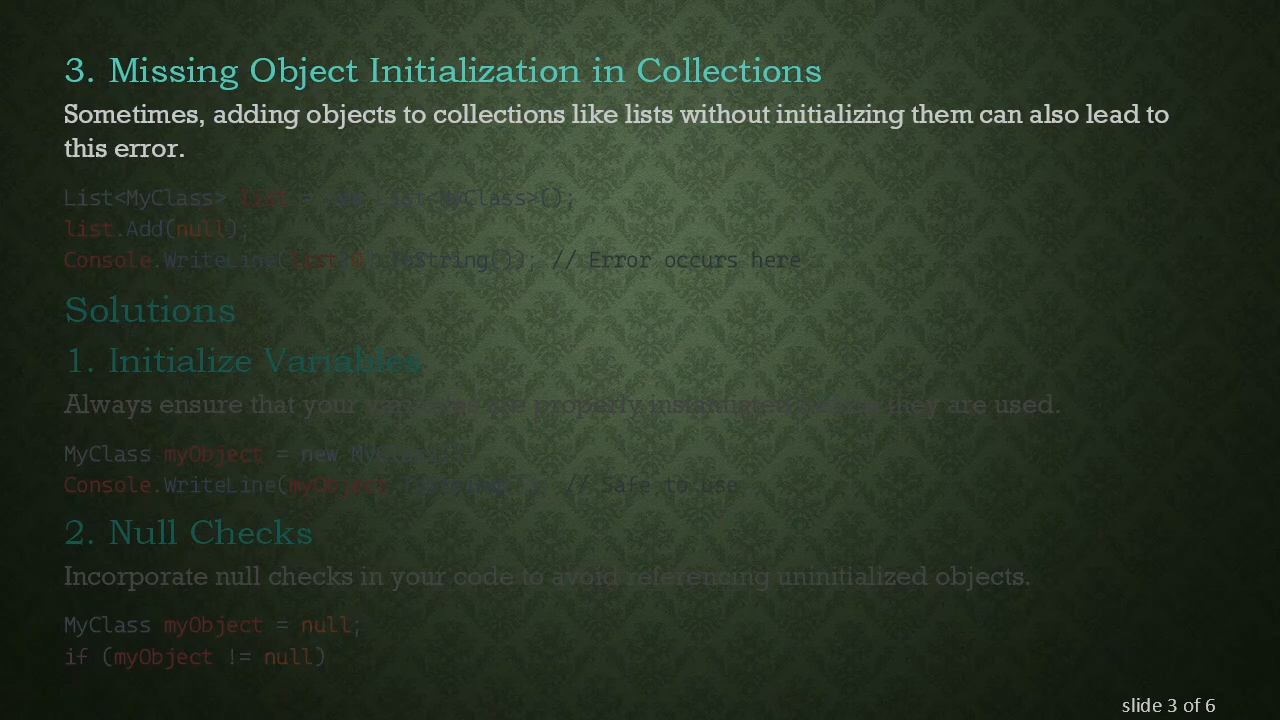 3. Missing Object Initialization in Collections
Sometimes, adding objects to collections like lists without initializing them can also lead to
this error.
List<MyClass> list = new List<MyClass>();
list.Add(null);
Console.WriteLine(list[0].ToString()); // Error occurs here
Solutions
1. Initialize Variables
Always ensure that your variables are properly instantiated before they are used.
MyClass myObject = new MyClass();
Console.WriteLine(myObject.ToString()); // Safe to use
2. Null Checks
Incorporate null checks in your code to avoid referencing uninitialized objects.
MyClass myObject = null;
if (myObject != null)
slide 3 of 6